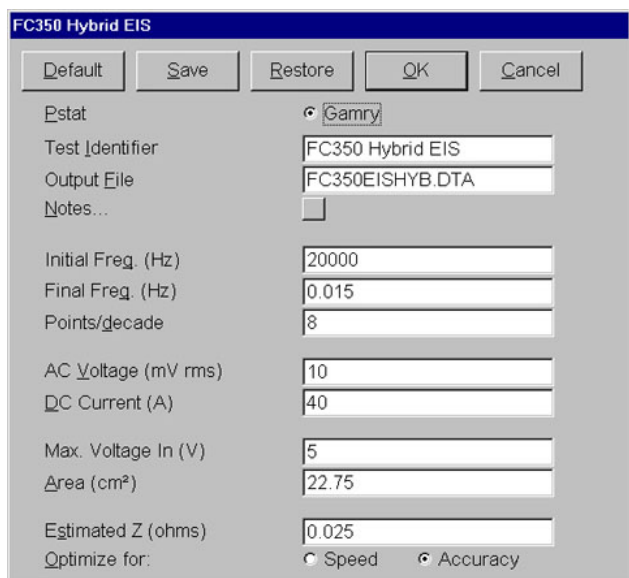 FC350 Hybrid EIS
Default Save Restore OK Cancel
Pstat Gamry
Test Identifier FC350 Hybrid EIS
Output File FC350EISHYB.DTA
Notes...
Initial Freq. (Hz) 20000
Final Freq. (Hz) 0.015
Points/decade 8
AC Voltage (mV rms) 10
DC Current (A) 40
Max. Voltage In (V) 5
Area (cm²) 22.75
Estimated Z (ohms) 0.025
Optimize for: Speed Accuracy